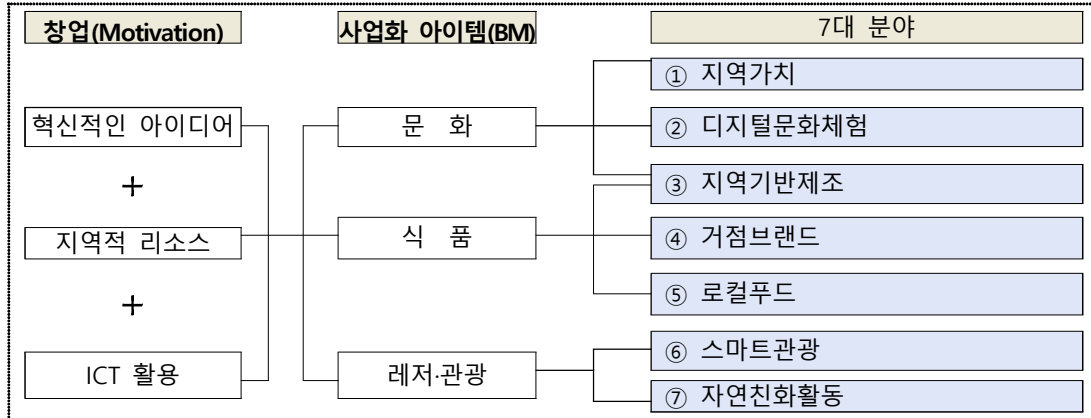 창업(Motivation) 사업화 아이템(BM) 7대 분야
① 지역가치
혁신적인 아이디어 문 화 ② 디지털문화체험
+ ③ 지역기반제조
지역적 리소스 식 품 ④ 거점브랜드
+ ⑤ 로컬푸드
⑥ 스마트관광
ICT 활용 레저·관광
⑦ 자연친화활동